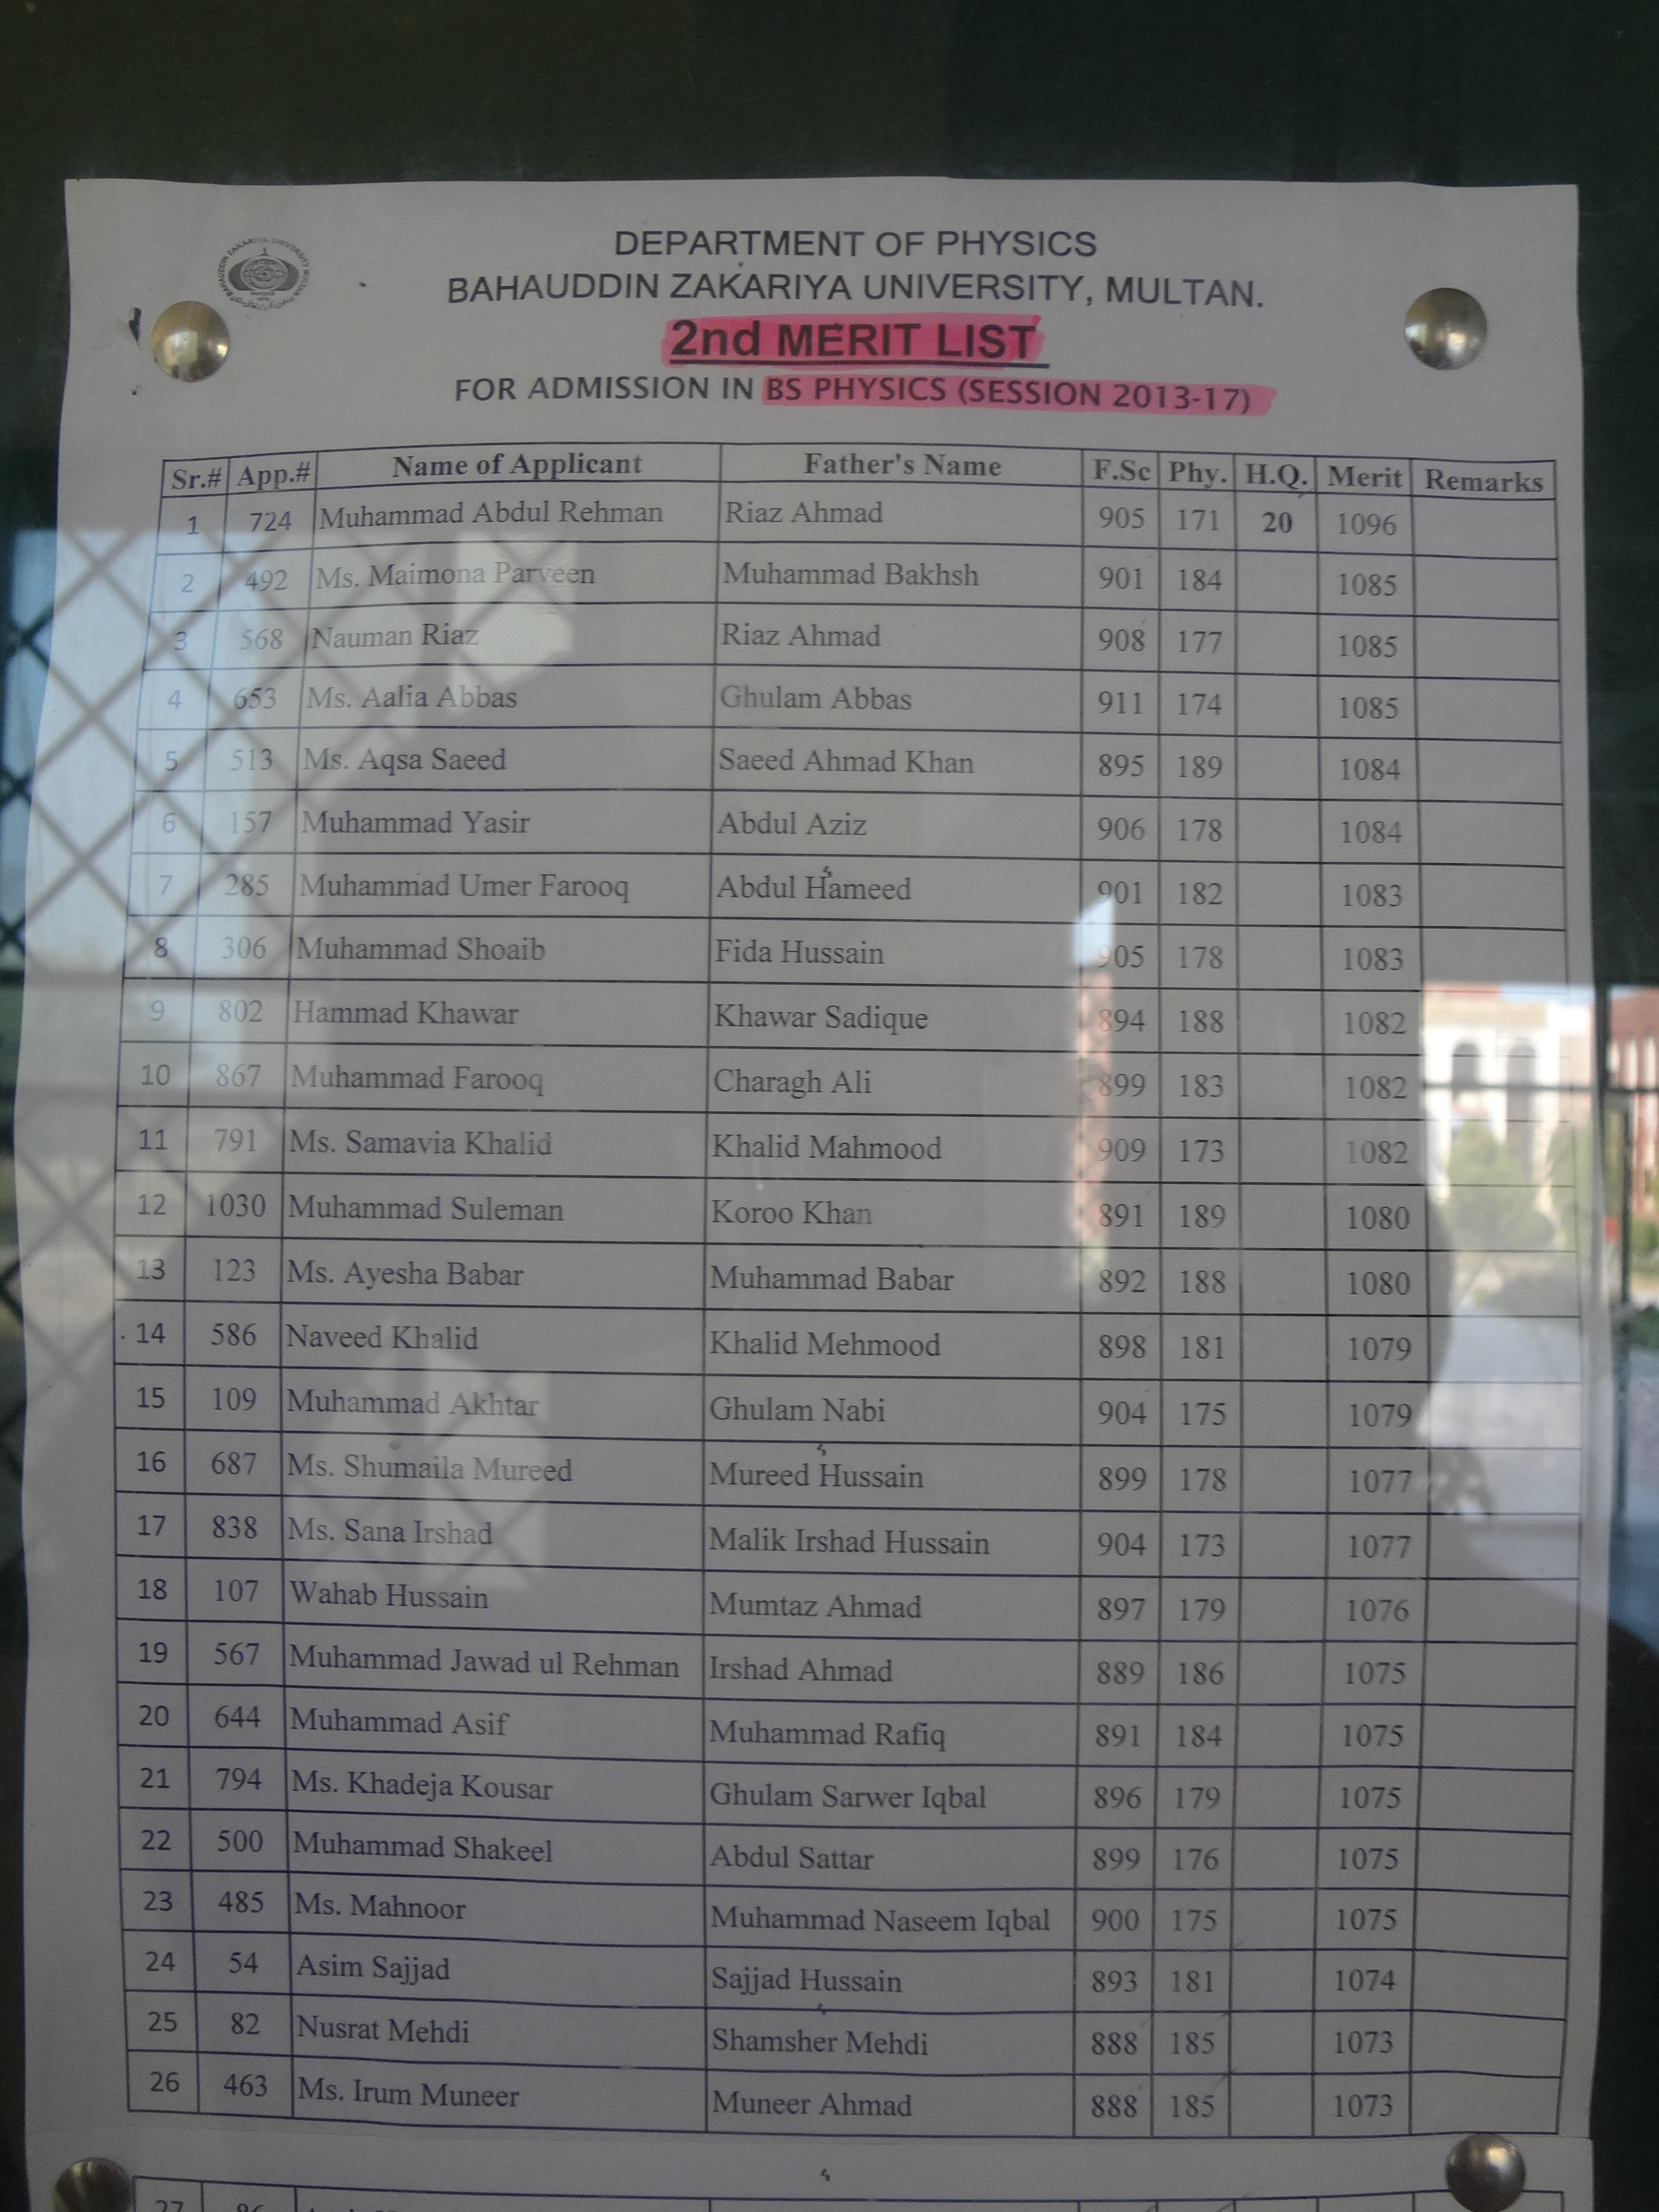 DEPARTMENT OF PHYSICS
BAHAUDDIN ZAKARIYA UNIVERSITY, MULTAN.
2nd MERIT LIST
FOR ADMISSION IN BS PHYSICS (SESSION 2013-17)
Sr.# App.# Name of Applicant Father's Name F.Sc Phy. H.Q. Merit Remarks
1 724 Muhammad Abdul Rehman Riaz Ahmad 905 171 20 1096
2 492 Ms. Maimona Parveen Muhammad Bakhsh 901 184 1085
3 568 Nauman Riaz Riaz Ahmad 908 177 1085
4 653 Ms. Aalia Abbas Ghulam Abbas 911 174 1085
5 513 Ms. Aqsa Saeed Saeed Ahmad Khan 895 189 1084
6 157 Muhammad Yasir Abdul Aziz 906 178 1084
7 285 Muhammad Umer Farooq Abdul Hameed 901 182 1083
8 306 Muhammad Shoaib Fida Hussain 905 178 1083
9 802 Hammad Khawar Khawar Sadique 894 188 1082
10 867 Muhammad Farooq Charagh Ali 899 183 1082
11 791 Ms. Samavia Khalid Khalid Mahmood 909 173 1082
12 1030 Muhammad Suleman Koroo Khan 891 189 1080
13 123 Ms. Ayesha Babar Muhammad Babar 892 188 1080
14 586 Naveed Khalid Khalid Mehmood 898 181 1079
15 109 Muhammad Akhtar Ghulam Nabi 904 175 1079
16 687 Ms. Shumaila Mureed Mureed Hussain 899 178 1077
17 838 Ms. Sana Irshad Malik Irshad Hussain 904 173 1077
18 107 Wahab Hussain Mumtaz Ahmad 897 179 1076
19 567 Muhammad Jawad ul Rehman Irshad Ahmad 889 186 1075
20 644 Muhammad Asif Muhammad Rafiq 891 184 1075
21 794 Ms. Khadeja Kousar Ghulam Sarwer Iqbal 896 179 1075
22 500 Muhammad Shakeel Abdul Sattar 899 176 1075
23 485 Ms. Mahnoor Muhammad Naseem Iqbal 900 175 1075
24 54 Asim Sajjad Sajjad Hussain 893 181 1074
25 82 Nusrat Mehdi Shamsher Mehdi 888 185 1073
26 463 Ms. Irum Muneer Muneer Ahmad 888 185 1073
27